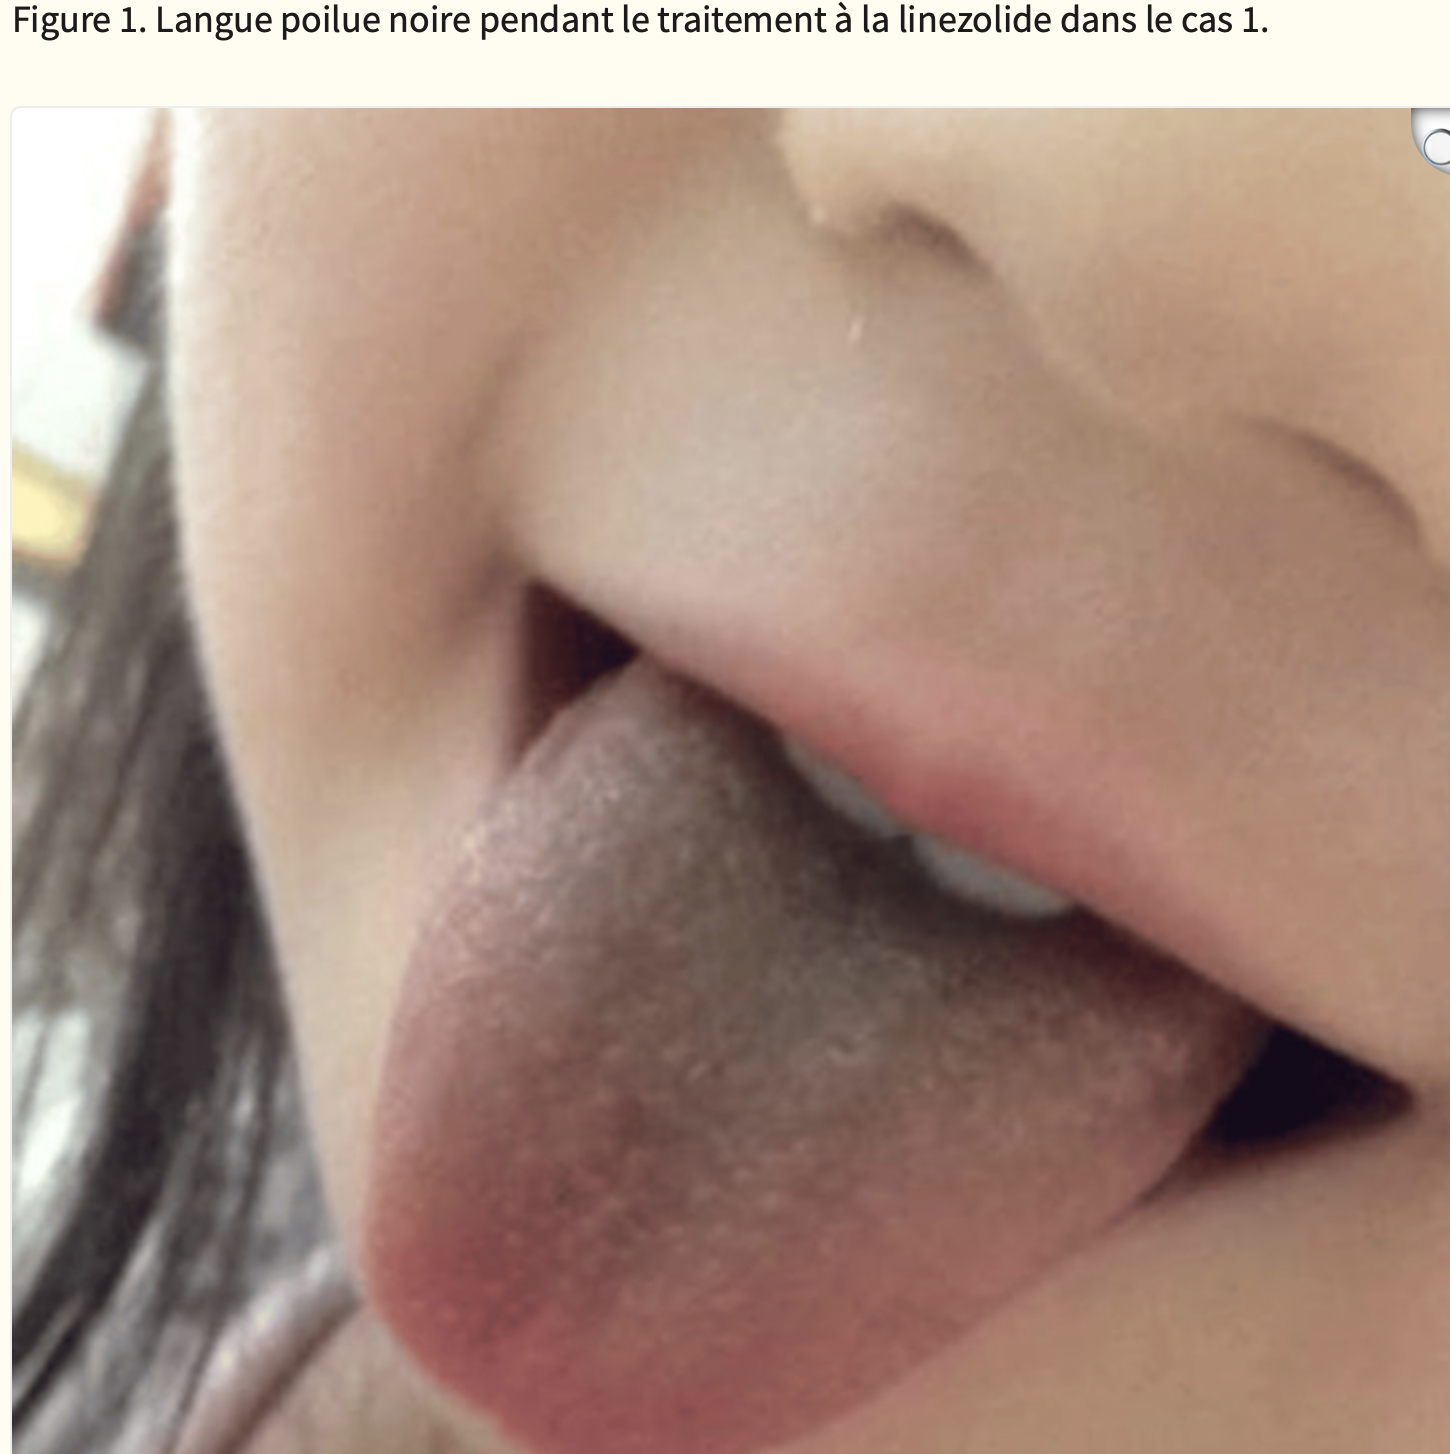 Figure 1. Langue poilue noire pendant le traitement à la linezolide dans le cas 1.